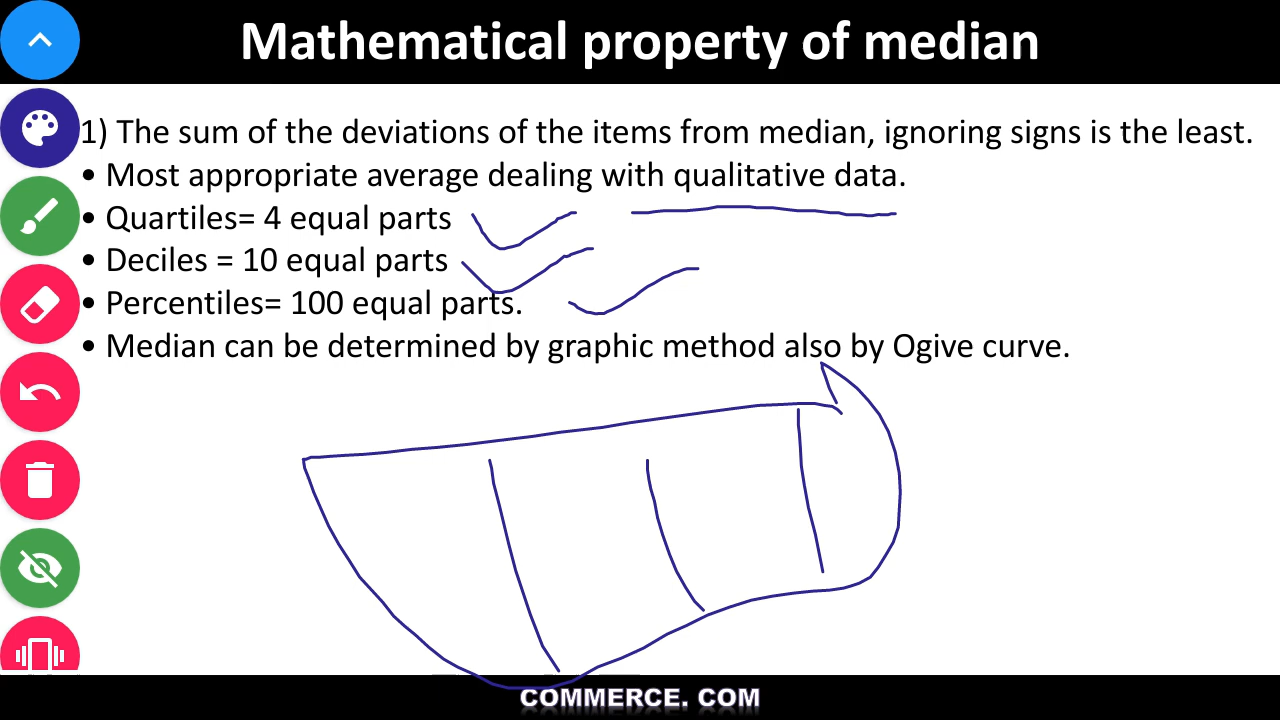 Mathematical property of median
1) The sum of the deviations of the items from median, ignoring signs is the least.
• Most appropriate average dealing with qualitative data.
• Quartiles= 4 equal parts
• Deciles = 10 equal parts
• Percentiles= 100 equal parts.
• Median can be determined by graphic method also by Ogive curve.
COMMERCE. COM